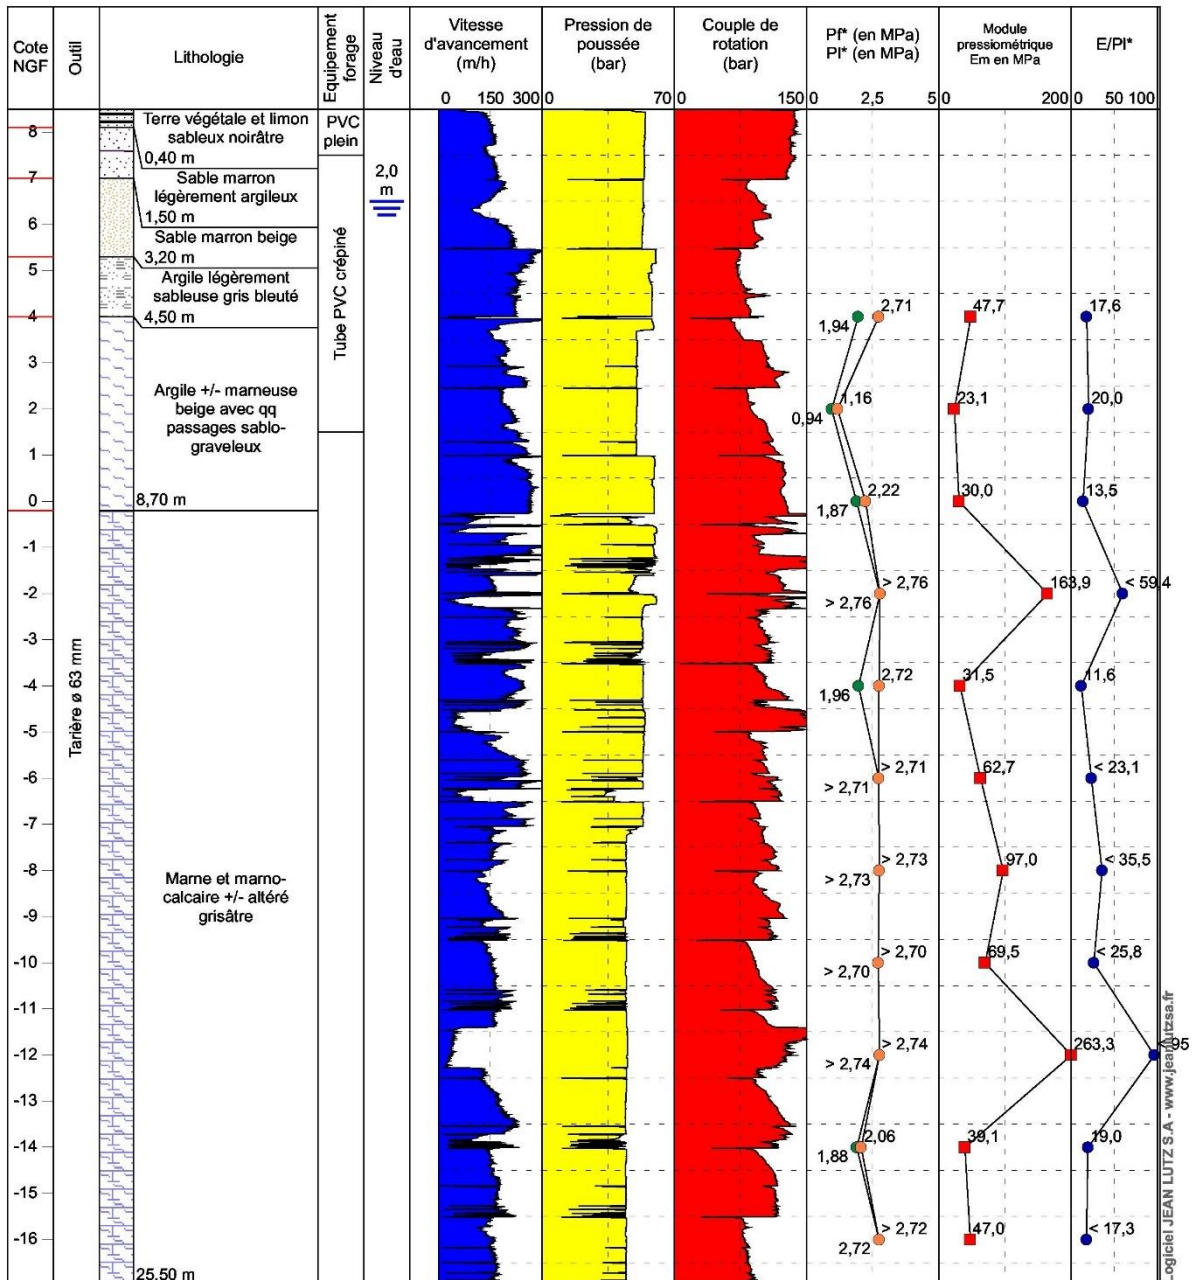 Cote
NGF
Outil
Lithologie
Equipement
forage
Niveau
d'eau
Vitesse
d'avancement
(m/h)
0 150 300
Pression de
poussée
(bar)
0 70
Couple de
rotation
(bar)
0 150
Pf* (en MPa)
Pl* (en MPa)
0 2,5 5
Module
pressiométrique
Em en MPa
0 200
E/Pl*
0 50 100
8
7
6
5
4
3
2
1
0
-1
-2
-3
-4
-5
-6
-7
-8
-9
-10
-11
-12
-13
-14
-15
-16
Tarière ø 63 mm
Terre végétale et limon
sableux noirâtre
0,40 m
Sable marron
légèrement argileux
1,50 m
Sable marron beige
3,20 m
Argile légèrement
sableuse gris bleuté
4,50 m
Argile +/- marneuse
beige avec qq
passages sablo-
graveleux
8,70 m
Marne et marno-
calcaire +/- altéré
grisâtre
25,50 m
PVC
plein
Tube PVC crépiné
2,0
m
1,94 2,71 47,7 17,6
0,94 1,16 23,1 20,0
1,87 2,22 30,0 13,5
> 2,76 > 2,76 163,9 < 59,4
1,96 2,72 31,5 11,6
> 2,71 > 2,71 62,7 < 23,1
> 2,73 > 2,73 97,0 < 35,5
> 2,70 > 2,70 69,5 < 25,8
> 2,74 > 2,74 263,3 < 95
1,88 2,06 39,1 19,0
2,72 > 2,72 47,0 < 17,3
Logiciel JEAN LUTZ S.A - www.jeanlutzsa.fr